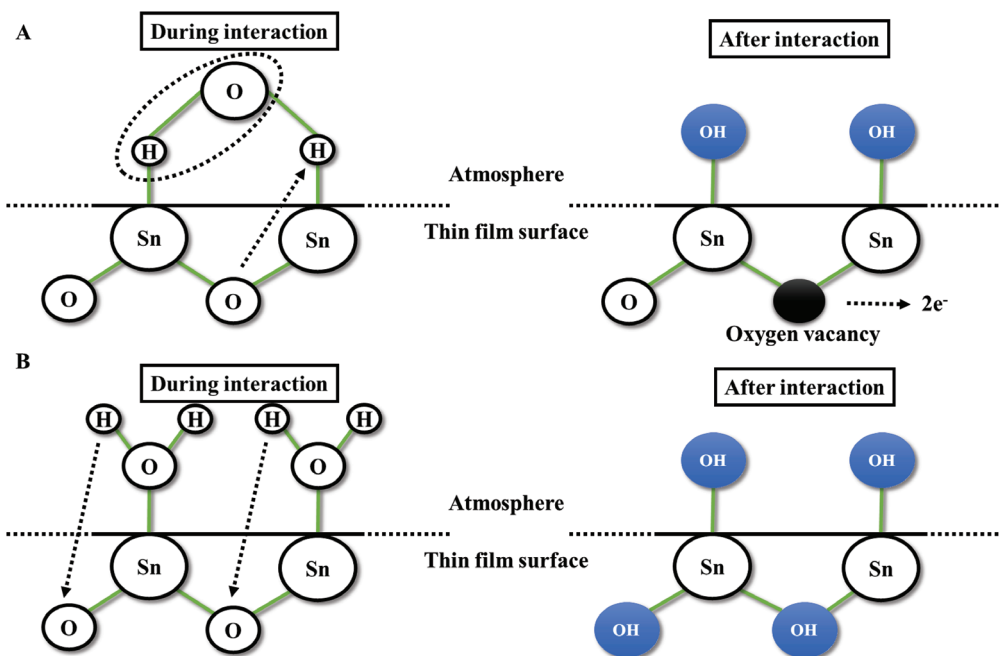 A
During interaction
After interaction
O
H
H
OH
OH
Atmosphere
Thin film surface
Sn
Sn
Sn
Sn
O
O
O
2e-
Oxygen vacancy
B
During interaction
After interaction
H
H
H
H
O
O
OH
OH
Atmosphere
Thin film surface
Sn
Sn
Sn
Sn
O
O
OH
OH